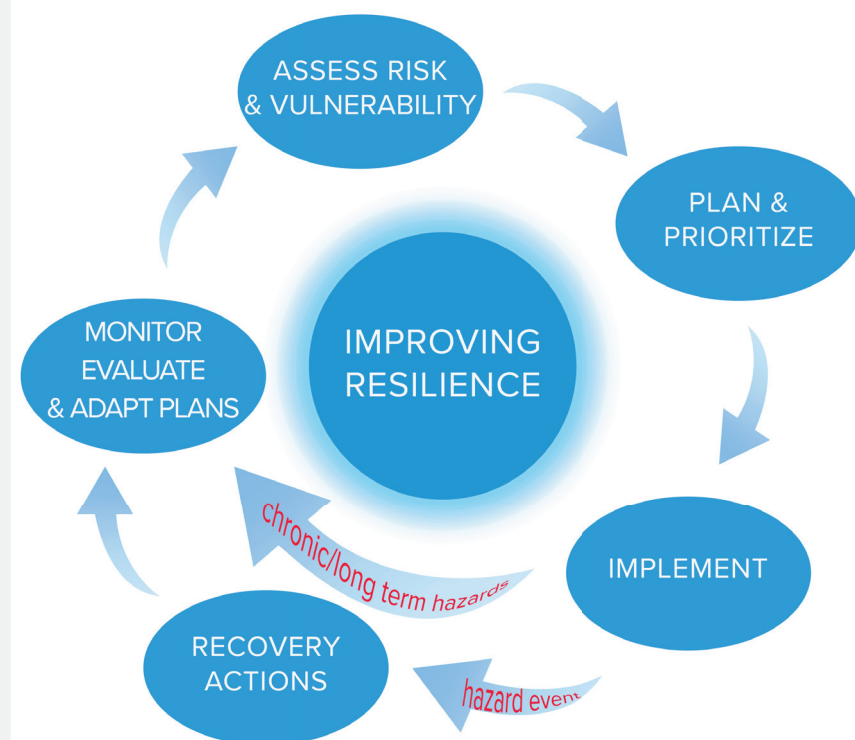 ASSESS RISK
& VULNERABILITY
PLAN &
PRIORITIZE
IMPROVING
RESILIENCE
MONITOR
EVALUATE
& ADAPT PLANS
chronic/long term hazards
IMPLEMENT
RECOVERY
ACTIONS
hazard event